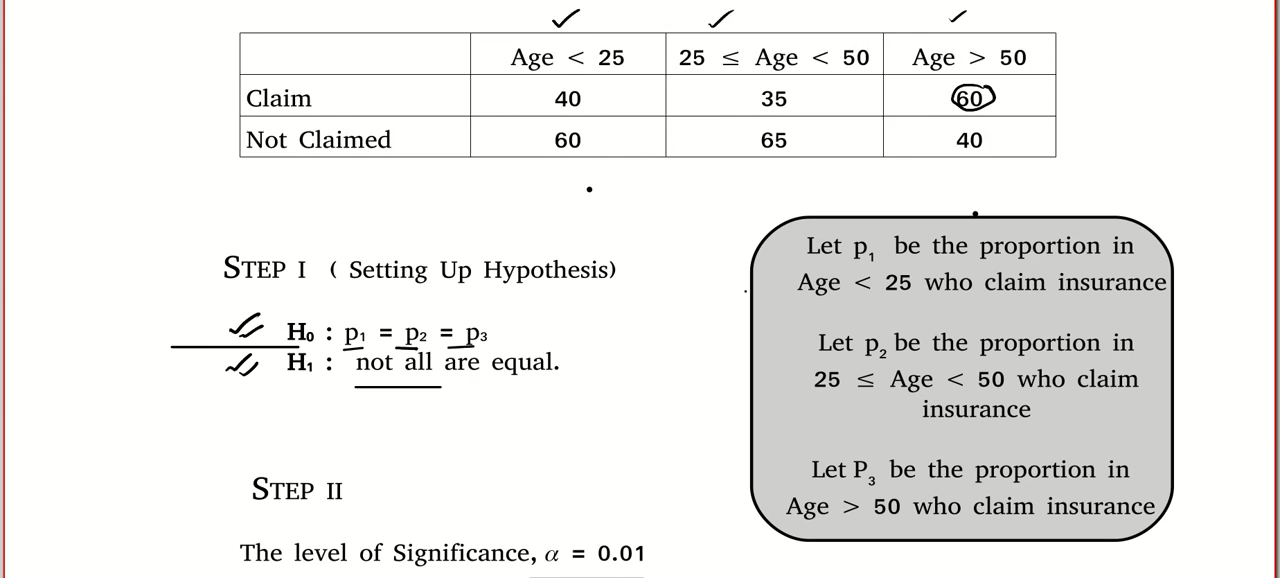 Age < 25 25 ≤ Age < 50 Age > 50
Claim 40 35 60
Not Claimed 60 65 40
STEP I ( Setting Up Hypothesis)
H₀ : p₁ = p₂ = p₃
H₁ : not all are equal.
STEP II
The level of Significance, α = 0.01
Let p₁ be the proportion in
Age < 25 who claim insurance
Let p₂ be the proportion in
25 ≤ Age < 50 who claim
insurance
Let P₃ be the proportion in
Age > 50 who claim insurance